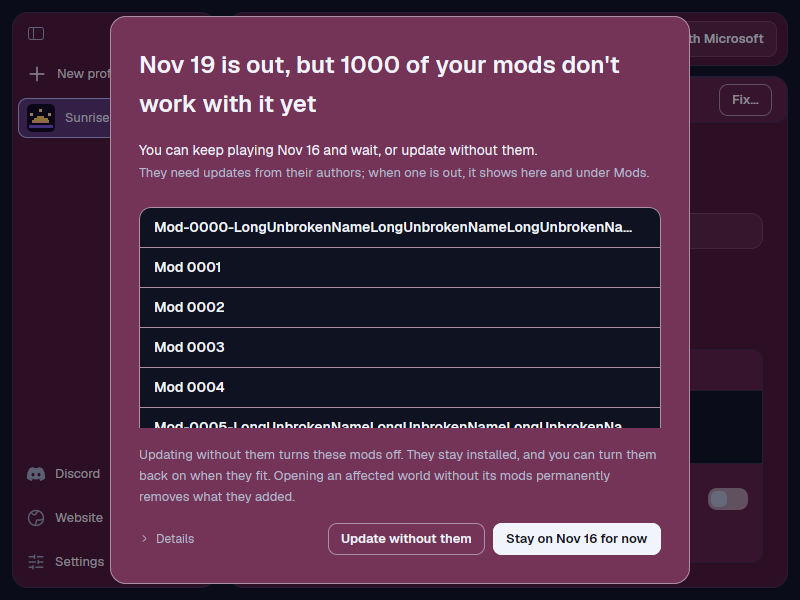 New prof
Sunrise
th Microsoft
Fix...
Nov 19 is out, but 1000 of your mods don't
work with it yet
You can keep playing Nov 16 and wait, or update without them.
They need updates from their authors; when one is out, it shows here and under Mods.
Mod-0000-LongUnbrokenNameLongUnbrokenNameLongUnbrokenNa...
Mod 0001
Mod 0002
Mod 0003
Mod 0004
Mod-0005-LongUnbrokenNameLongUnbrokenNameLongUnbrokenNa...
Updating without them turns these mods off. They stay installed, and you can turn them
back on when they fit. Opening an affected world without its mods permanently
removes what they added.
Details
Update without them
Stay on Nov 16 for now
Discord
Website
Settings